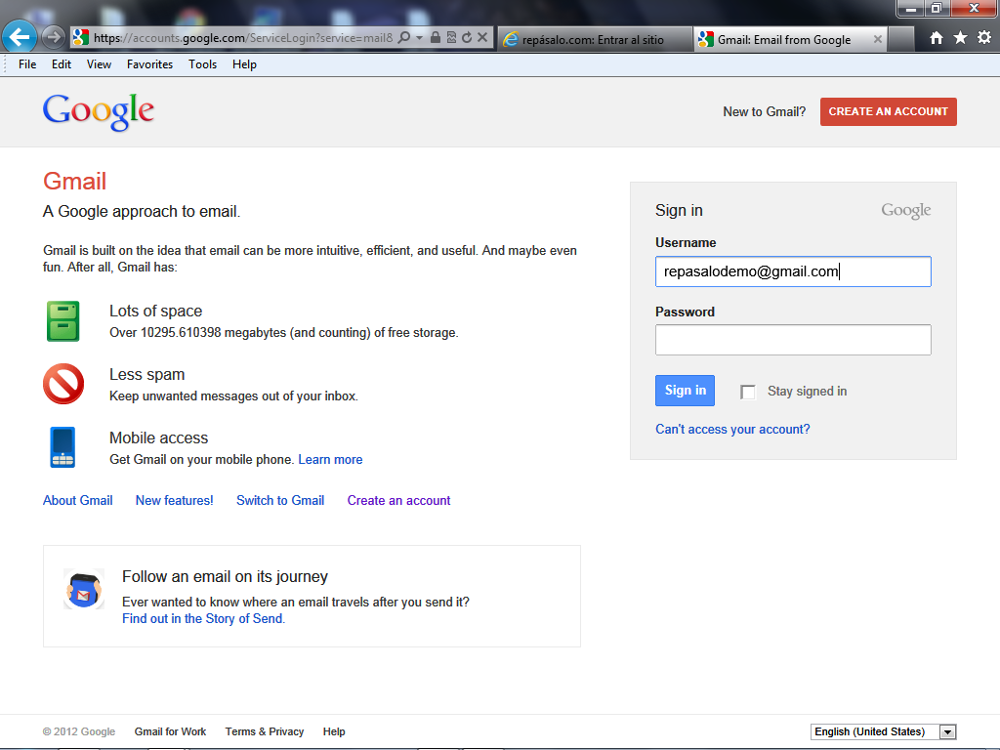 https://accounts.google.com/ServiceLogin?service=mail&
repásalo.com: Entrar al sitio
Gmail: Email from Google
File Edit View Favorites Tools Help
Google
New to Gmail?
CREATE AN ACCOUNT
Gmail
A Google approach to email.
Gmail is built on the idea that email can be more intuitive, efficient, and useful. And maybe even
fun. After all, Gmail has:
Lots of space
Over 10295.610398 megabytes (and counting) of free storage.
Less spam
Keep unwanted messages out of your inbox.
Mobile access
Get Gmail on your mobile phone. Learn more
About Gmail New features! Switch to Gmail Create an account
Follow an email on its journey
Ever wanted to know where an email travels after you send it?
Find out in the Story of Send.
Sign in
Google
Username
repasalodemo@gmail.com
Password
Sign in
Stay signed in
Can't access your account?
© 2012 Google Gmail for Work Terms & Privacy Help
English (United States)